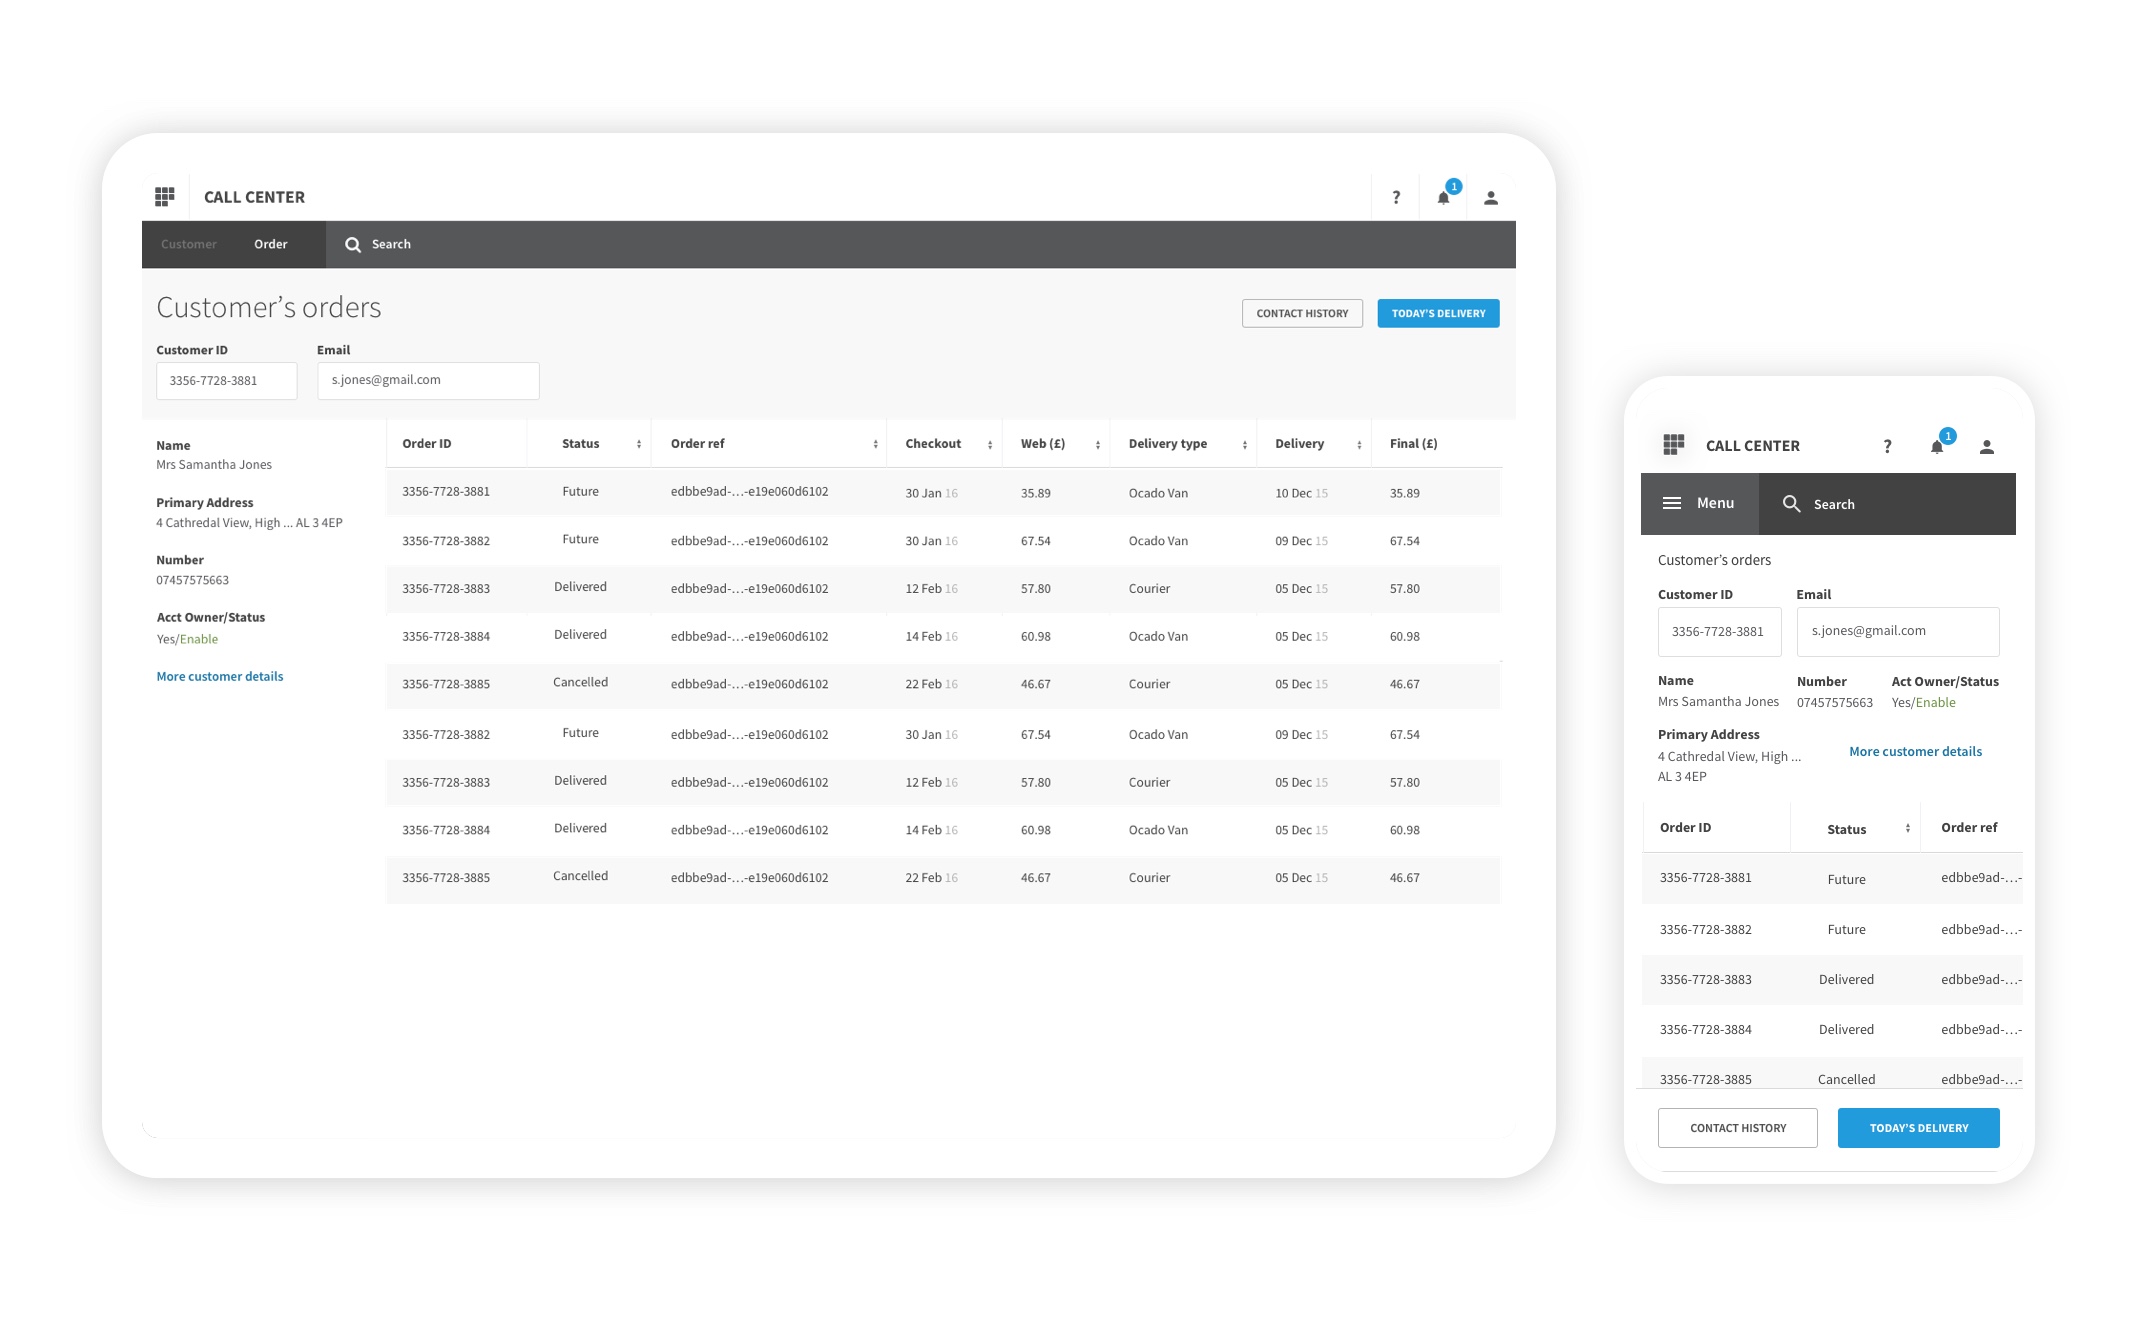 CALL CENTER
?
1
Customer Order Search
Customer’s orders
CONTACT HISTORY TODAY’S DELIVERY
Customer ID Email
3356-7728-3881 s.jones@gmail.com
Name
Mrs Samantha Jones
Primary Address
4 Cathredal View, High ... AL 3 4EP
Number
07457575663
Acct Owner/Status
Yes/Enable
More customer details
Order ID Status Order ref Checkout Web (£) Delivery type Delivery Final (£)
3356-7728-3881 Future edbbe9ad-...-e19e060d6102 30 Jan 16 35.89 Ocado Van 10 Dec 15 35.89
3356-7728-3882 Future edbbe9ad-...-e19e060d6102 30 Jan 16 67.54 Ocado Van 09 Dec 15 67.54
3356-7728-3883 Delivered edbbe9ad-...-e19e060d6102 12 Feb 16 57.80 Courier 05 Dec 15 57.80
3356-7728-3884 Delivered edbbe9ad-...-e19e060d6102 14 Feb 16 60.98 Ocado Van 05 Dec 15 60.98
3356-7728-3885 Cancelled edbbe9ad-...-e19e060d6102 22 Feb 16 46.67 Courier 05 Dec 15 46.67
3356-7728-3882 Future edbbe9ad-...-e19e060d6102 30 Jan 16 67.54 Ocado Van 09 Dec 15 67.54
3356-7728-3883 Delivered edbbe9ad-...-e19e060d6102 12 Feb 16 57.80 Courier 05 Dec 15 57.80
3356-7728-3884 Delivered edbbe9ad-...-e19e060d6102 14 Feb 16 60.98 Ocado Van 05 Dec 15 60.98
3356-7728-3885 Cancelled edbbe9ad-...-e19e060d6102 22 Feb 16 46.67 Courier 05 Dec 15 46.67
CALL CENTER
?
1
Menu Search
Customer’s orders
Customer ID Email
3356-7728-3881 s.jones@gmail.com
Name Number Act Owner/Status
Mrs Samantha Jones 07457575663 Yes/Enable
Primary Address
4 Cathredal View, High ...
AL 3 4EP
More customer details
Order ID Status Order ref
3356-7728-3881 Future edbbe9ad-...-
3356-7728-3882 Future edbbe9ad-...-
3356-7728-3883 Delivered edbbe9ad-...-
3356-7728-3884 Delivered edbbe9ad-...-
3356-7728-3885 Cancelled edbbe9ad-...-
CONTACT HISTORY TODAY’S DELIVERY